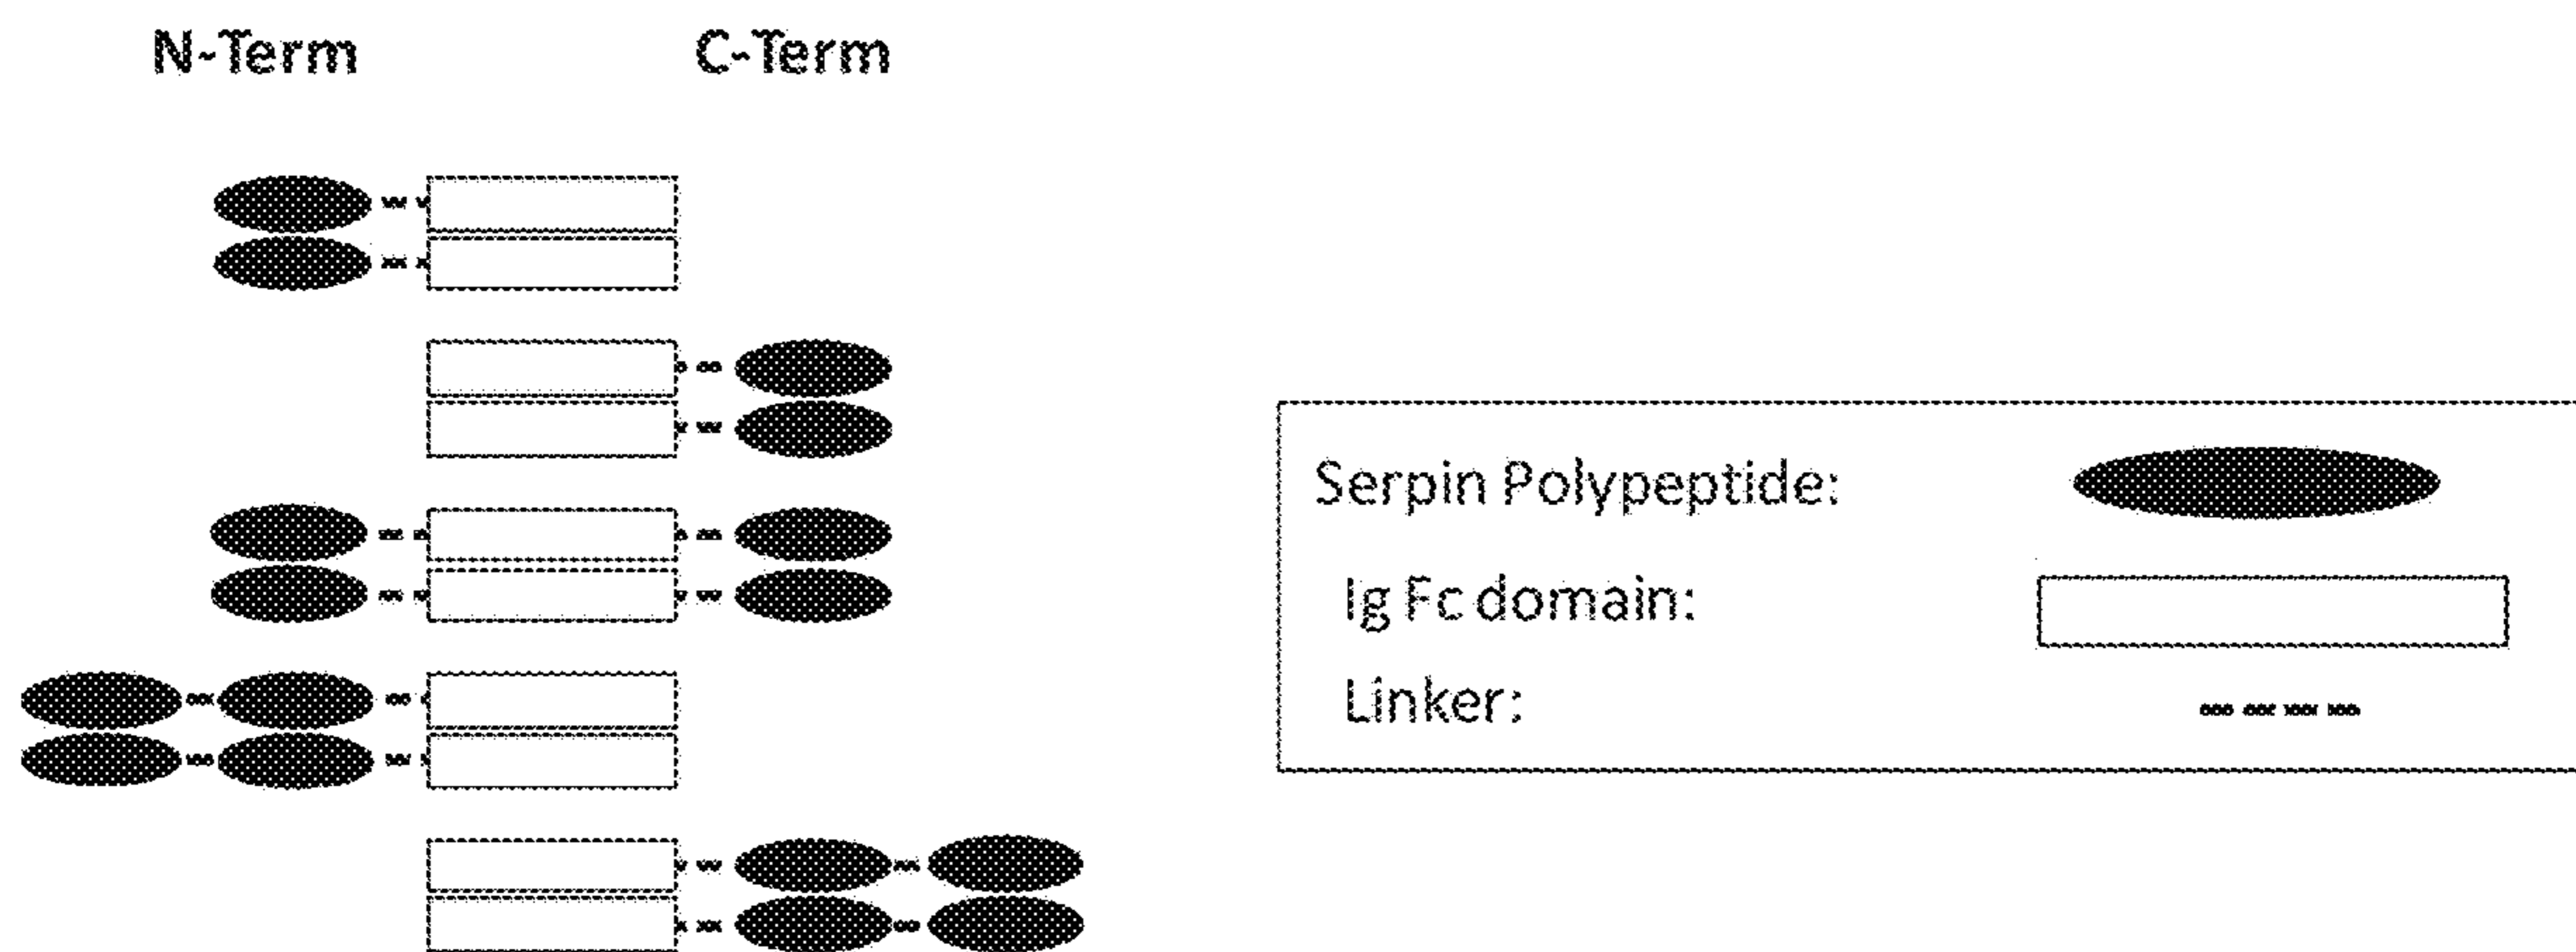 N-Term C-Term
Serpin Polypeptide:
Ig Fc domain:
Linker: